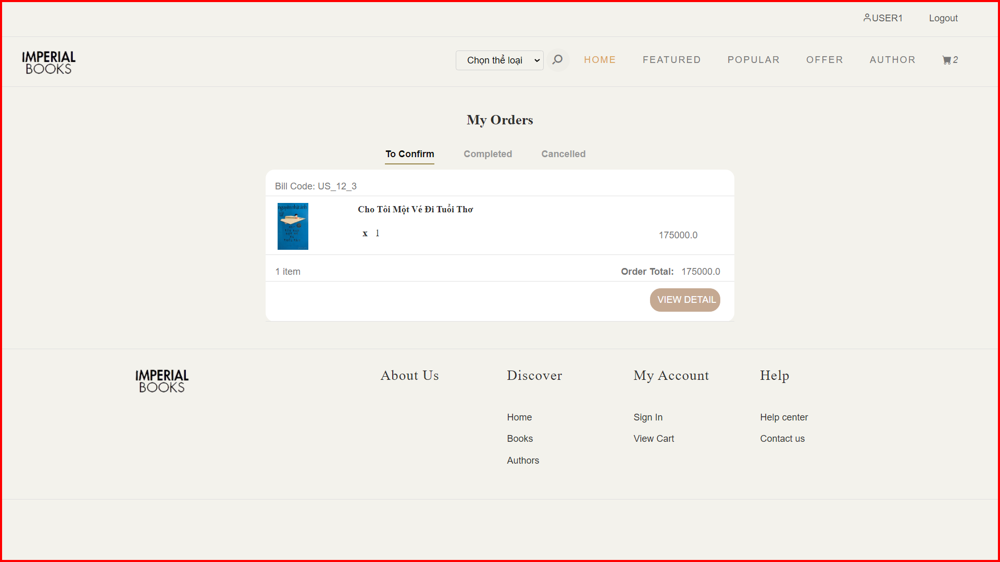 USER1 Logout
IMPERIAL
BOOKS
Chọn thể loại HOME FEATURED POPULAR OFFER AUTHOR 2
My Orders
To Confirm Completed Cancelled
Bill Code: US_12_3
nguyễn nhật ánh
Cho Tôi Một Vé Đi Tuổi Thơ
x 1
175000.0
1 item Order Total: 175000.0
VIEW DETAIL
IMPERIAL
BOOKS
About Us
Discover
Home
Books
Authors
My Account
Sign In
View Cart
Help
Help center
Contact us